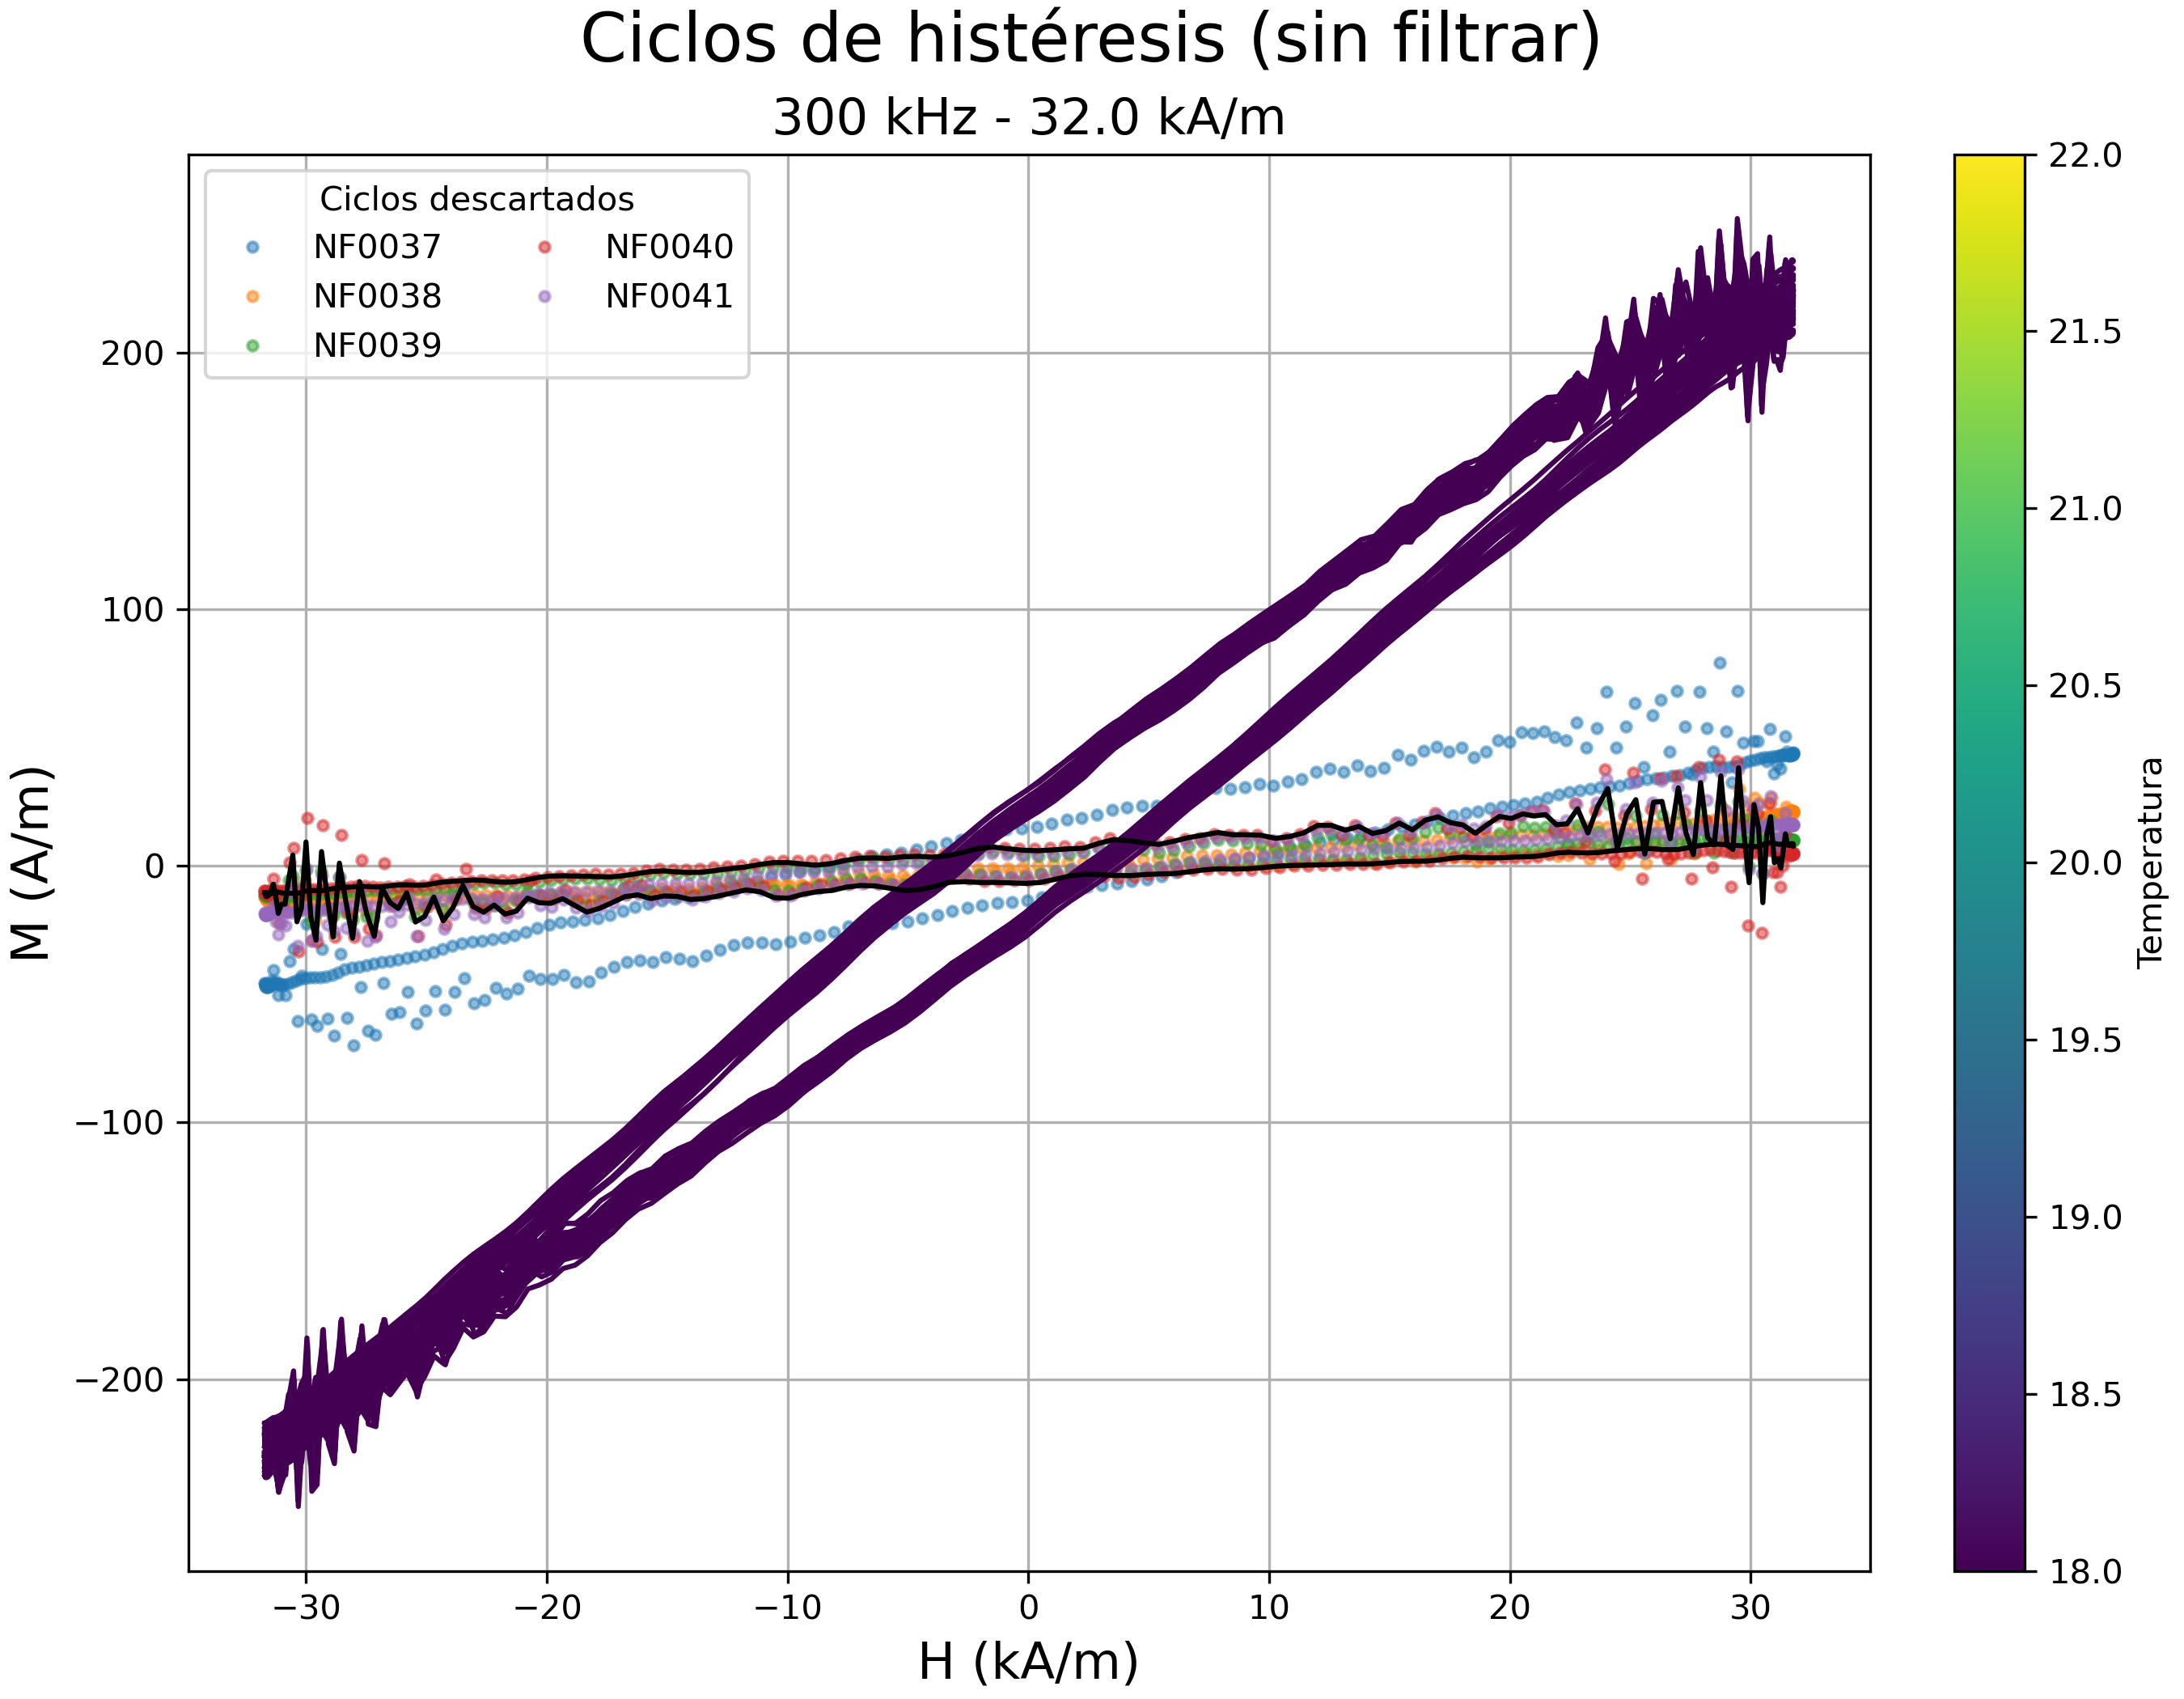 Ciclos de histéresis (sin filtrar)
300 kHz - 32.0 kA/m
Ciclos descartados
NF0037
NF0038
NF0039
NF0040
NF0041
M (A/m)
200
100
0
−100
−200
−30
−20
−10
0
10
20
30
H (kA/m)
22.0
21.5
21.0
20.5
20.0
19.5
19.0
18.5
18.0
Temperatura